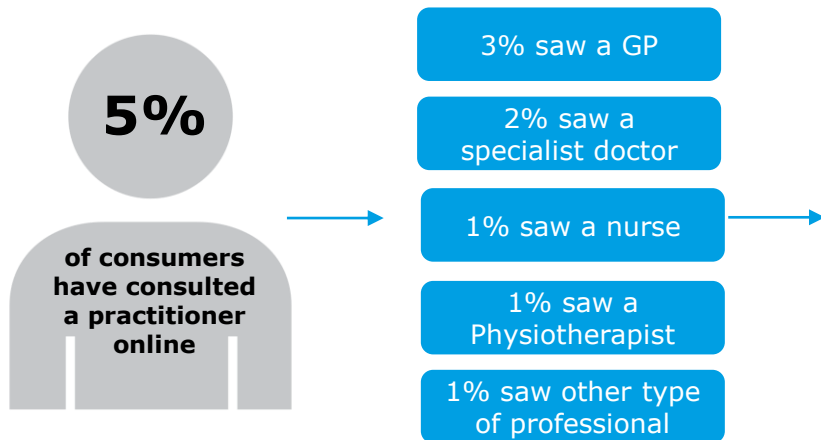 5%
of consumers
have consulted
a practitioner
online
3% saw a GP
2% saw a
specialist doctor
1% saw a nurse
1% saw a
Physiotherapist
1% saw other type
of professional